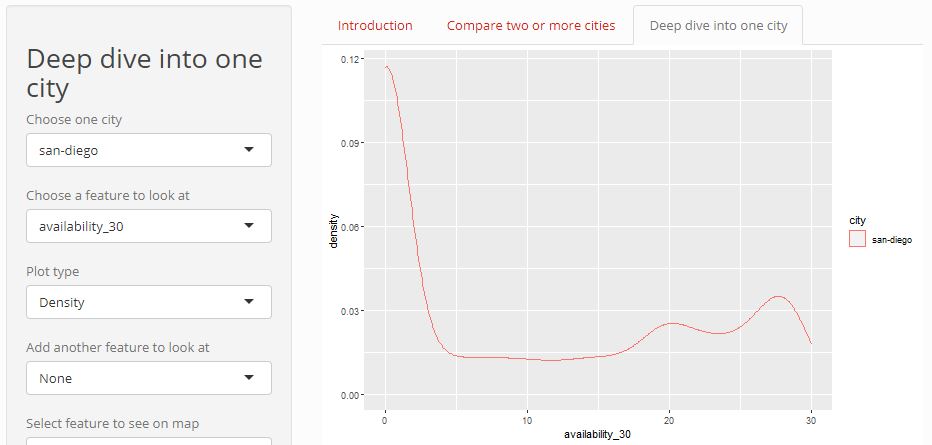 Deep dive into one
city
Choose one city
san-diego
Choose a feature to look at
availability_30
Plot type
Density
Add another feature to look at
None
Select feature to see on map
Introduction
Compare two or more cities
Deep dive into one city
0.12
0.09
0.06
0.03
0.00
density
0
10
20
30
availability_30
city
san-diego